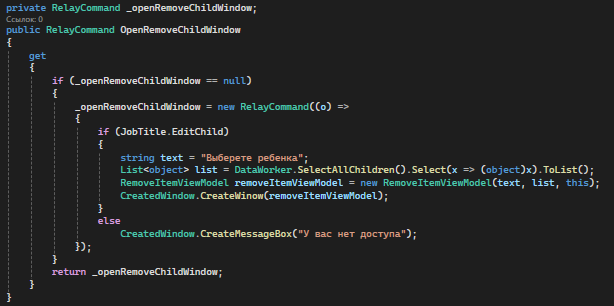 private RelayCommand _openRemoveChildWindow;
Ссылок: 0
public RelayCommand OpenRemoveChildWindow
{
get
{
if (_openRemoveChildWindow == null)
{
_openRemoveChildWindow = new RelayCommand((o) =>
{
if (JobTitle.EditChild)
{
string text = "Выберете ребенка";
List<object> list = DataWorker.SelectAllChildren().Select(x => (object)x).ToList();
RemoveItemViewModel removeItemViewModel = new RemoveItemViewModel(text, list, this);
CreatedWindow.CreateWinow(removeItemViewModel);
}
else
CreatedWindow.CreateMessageBox("У вас нет доступа");
});
}
return _openRemoveChildWindow;
}
}